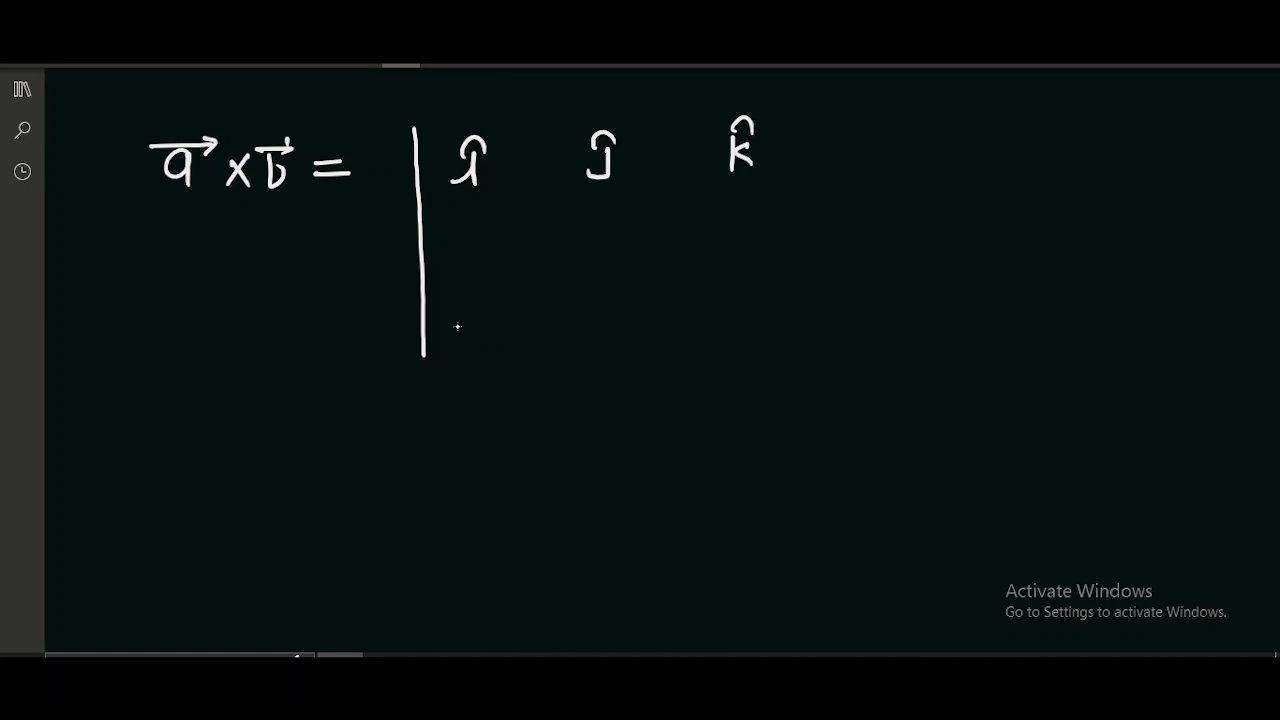 a⃗ × b⃗ = | î ĵ k̂
Activate Windows
Go to Settings to activate Windows.